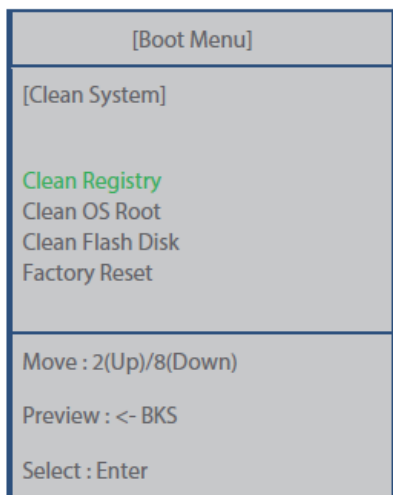 [Boot Menu]
[Clean System]
Clean Registry
Clean OS Root
Clean Flash Disk
Factory Reset
Move : 2(Up)/8(Down)
Preview : <- BKS
Select : Enter